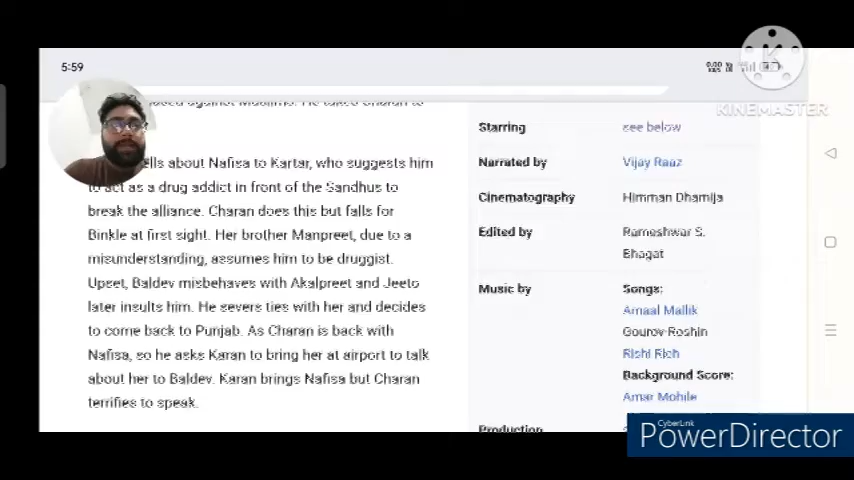 5:59
KINEMASTER
against Muslims. He takes Charan to
ells about Nafisa to Kartar, who suggests him
to act as a drug addict in front of the Sandhus to
break the alliance. Charan does this but falls for
Binkle at first sight. Her brother Manpreet, due to a
misunderstanding, assumes him to be druggist.
Upset, Baldev misbehaves with Akalpreet and Jeeto
later insults him. He severs ties with her and decides
to come back to Punjab. As Charan is back with
Nafisa, so he asks Karan to bring her at airport to talk
about her to Baldev. Karan brings Nafisa but Charan
terrifies to speak.
Starring see below
Narrated by Vijay Raaz
Cinematography Himman Dhamija
Edited by Rameshwar S.
Bhagat
Music by Songs:
Amaal Mallik
Gourov-Roshin
Rishi Rich
Background Score:
Amar Mohile
Production
CyberLink
PowerDirector